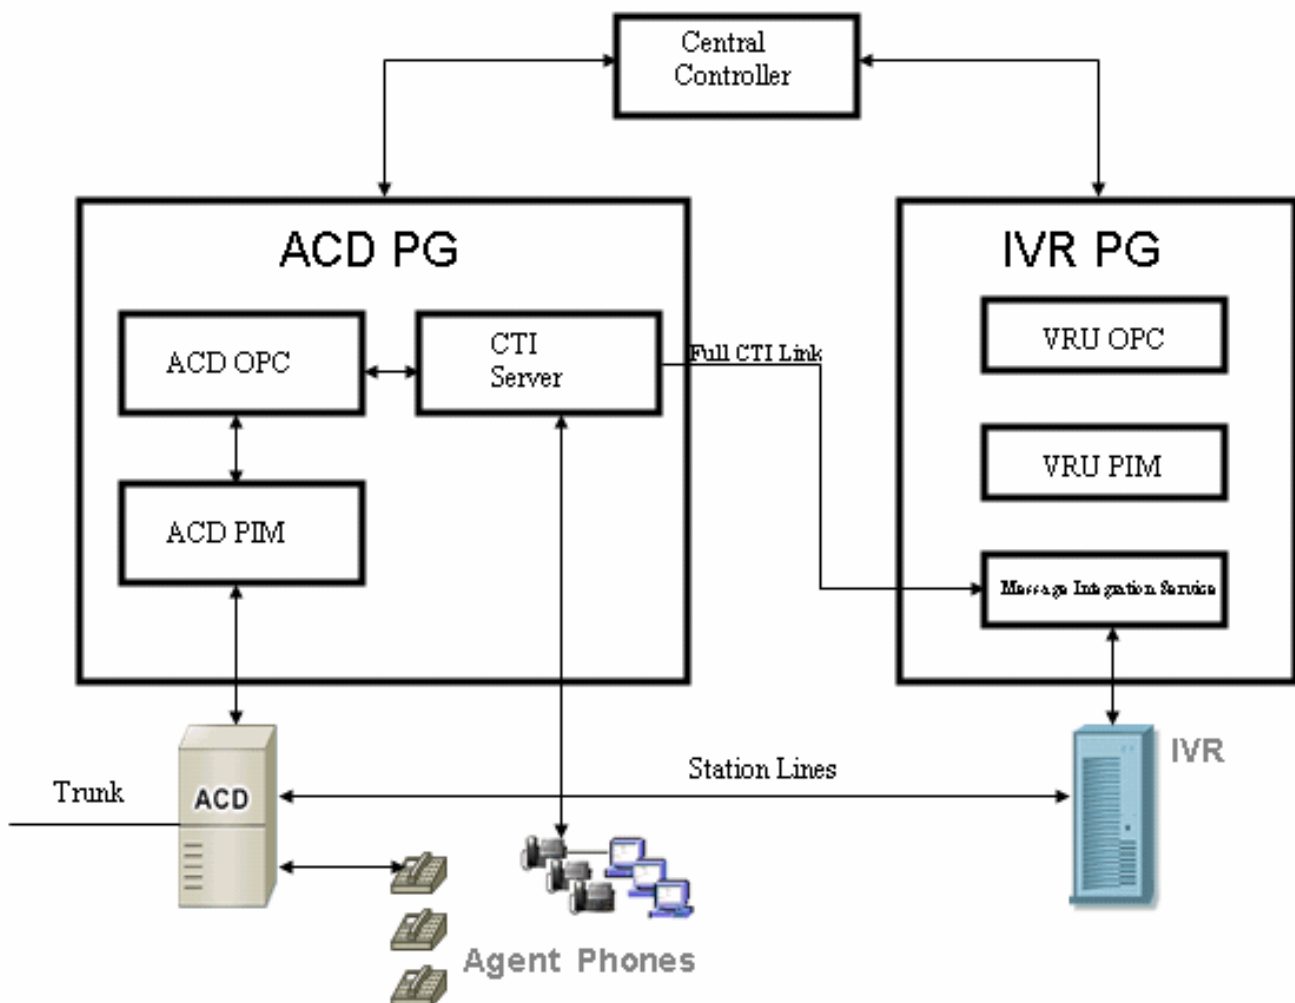 Central
Controller
ACD PG
IVR PG
ACD OPC
CTI
Server
Full CTI Link
VRU OPC
VRU PIM
ACD PIM
Message Integration Service
IVR
Station Lines
Trunk
ACD
Agent Phones